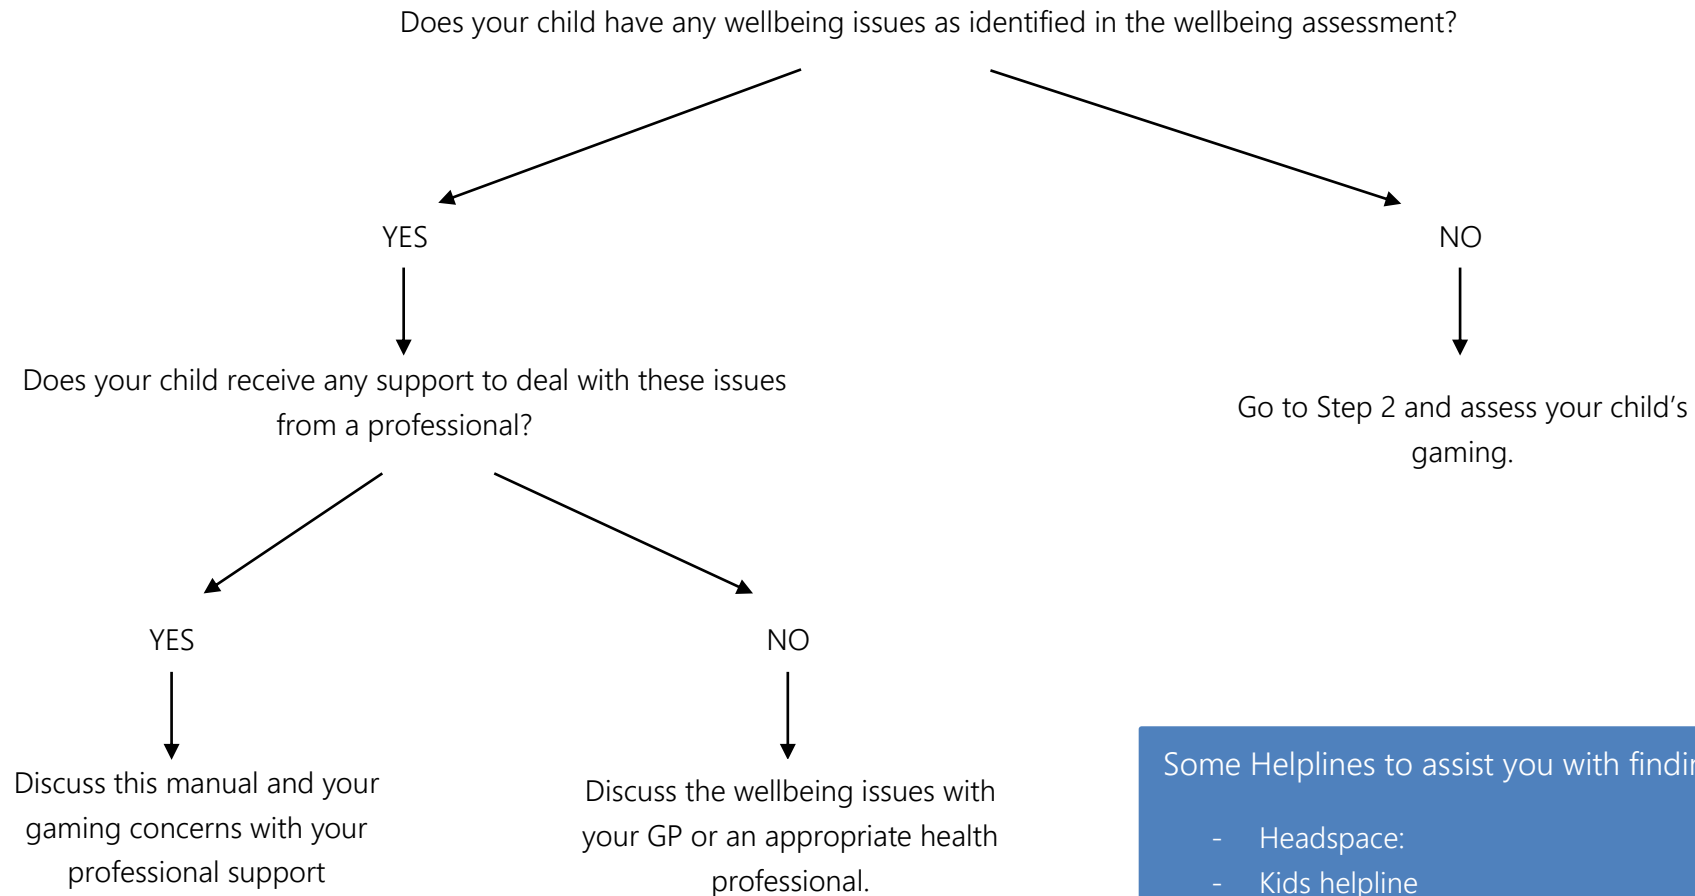 Does your child have any wellbeing issues as identified in the wellbeing assessment?
YES
NO
Does your child receive any support to deal with these issues
from a professional?
Go to Step 2 and assess your child’s
gaming.
YES
NO
Discuss this manual and your
gaming concerns with your
professional support
Discuss the wellbeing issues with
your GP or an appropriate health
professional.
Some Helplines to assist you with
- Headspace:
- Kids helpline